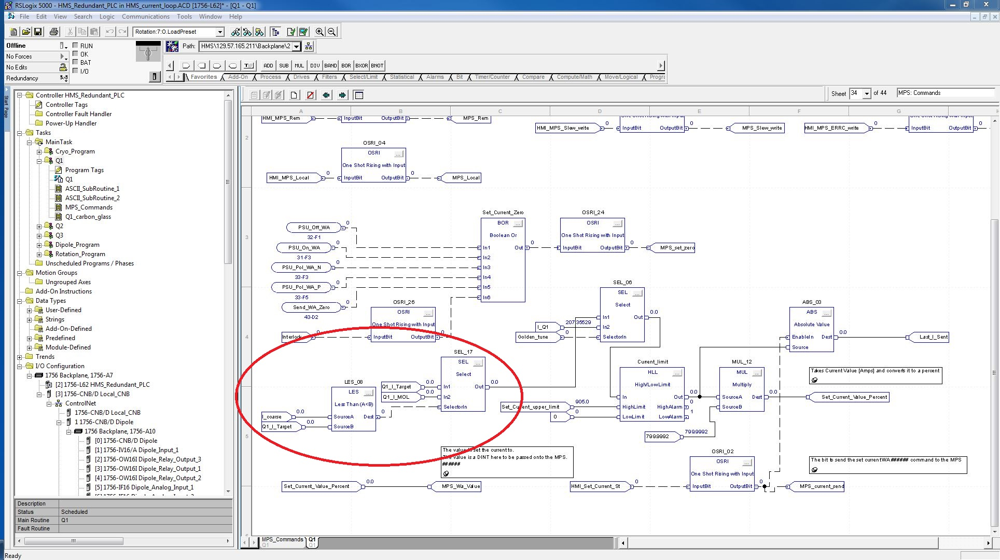 RSLogix 5000 - HMS_Redundant_PLC in HMS_current_loop.ACD [1756-L62]* - [Q1 - Q1]
File Edit View Search Logic Communications Tools Window Help
Rotation:7:O.LoadPreset
Offline
No Forces
No Edits
Redundancy
RUN
OK
BAT
I/O
Path: HMS\129.57.165.211\Backplane\2
ADD SUB MUL DIV BAND BOR BXOR BNOT
Favorites Add-On Process Drives Filters Select/Limit Statistical Alarms Bit Timer/Counter Compare Compute/Math Move/Logical Progra
Start Page
Controller HMS_Redundant_PLC
Controller Tags
Controller Fault Handler
Power-Up Handler
Tasks
MainTask
Cryo_Program
Q1
Program Tags
Q1
ASCII_SubRoutine_1
ASCII_SubRoutine_2
MPS_Commands
Q1_carbon_glass
Q2
Q3
Dipole_Program
Rotation_Program
Unscheduled Programs / Phases
Motion Groups
Ungrouped Axes
Add-On Instructions
Data Types
User-Defined
Strings
Add-On-Defined
Predefined
Module-Defined
Trends
I/O Configuration
1756 Backplane, 1756-A7
[2] 1756-L62 HMS_Redundant_PLC
[3] 1756-CNB/D Local_CNB
ControlNet
1756-CNB/D Local_CNB
1 1756-CNB/D Dipole
1756 Backplane, 1756-A10
[0] 1756-CNB/D Dipole
[1] 1756-IV16/A Dipole_Input_1
[2] 1756-OW16I Dipole_Relay_Output_3
[3] 1756-OW16I Dipole_Relay_Output_1
[4] 1756-OW16I Dipole_Relay_Output_2
[5] 1756-IF16 Dipole_Analog_Input_1
Description
Status Scheduled
Main Routine Q1
Fault Routine
Sheet 34 of 44 MPS: Commands
A B C D E F G H
HMI_MPS_Rem InputBit OutputBit MPS_Rem
One Shot Rising with Input
One Shot Rising with Input
HMI_MPS_Slew_write 0 InputBit OutputBit 0 MPS_Slew_write
HMI_MPS_ERRC_write 0 InputBit OutputBit 0
2
OSRI_04
OSRI
...
One Shot Rising with Input
HMI_MPS_Local 0 InputBit OutputBit 0 MPS_Local
3
PSU_Off_WA 0
32-F1
PSU_On_WA 0
31-F3
PSU_Pol_WA_N 0
33-F3
PSU_Pol_WA_P 0
33-F5
Send_WA_Zero 0
43-D2
Set_Current_Zero
BOR
...
Boolean Or
In1 Out 0
In2
In3
In4
In5
In6
OSRI_24
OSRI
...
One Shot Rising with Input
InputBit OutputBit 0 MPS_set_zero
4
OSRI_26
OSRI
...
One Shot Rising with Input
Interlock 0 InputBit OutputBit 0
SEL_06
SEL
...
Select
In1 Out 0.0
I_Q1 207.35529 In2
Golden_tune 0 SelectorIn
ABS_03
ABS
...
Absolute Value
EnableIn Dest 0.0 Last_I_Sent
Source
SEL_17
SEL
...
Select
Q1_I_Target 0.0 In1 Out 0.0
Q1_I_MOL 0.0 In2
SelectorIn
LES_08
LES
...
Less Than (A<B)
I_coarse 0.0 SourceA Dest 0
Q1_I_Target 0.0 SourceB
Current_limit
HLL
...
High/LowLimit
In Out 0.0
Set_Current_upper_limit 905.0 HighLimit HighAlarm 0
0 0 LowLimit LowAlarm 1
MUL_12
MUL
...
Multiply
SourceA Dest 0.0 Set_Current_Value_Percent
SourceB
799.9992 799.9992
Takes Current Value [Amps] and converts it to a percent
5
The value set the current to.
The value is a DINT here to be passed onto the MPS.
######
Set_Current_Value_Percent 0.0 MPS_Wa_Value
OSRI_02
OSRI
...
One Shot Rising with Input
HMI_Set_Current_St 0 InputBit OutputBit 0 MPS_current_send
The bit to send the set currentWA###### command to the MPS
MPS_Commands
Q1
Q1
Q1
Ready